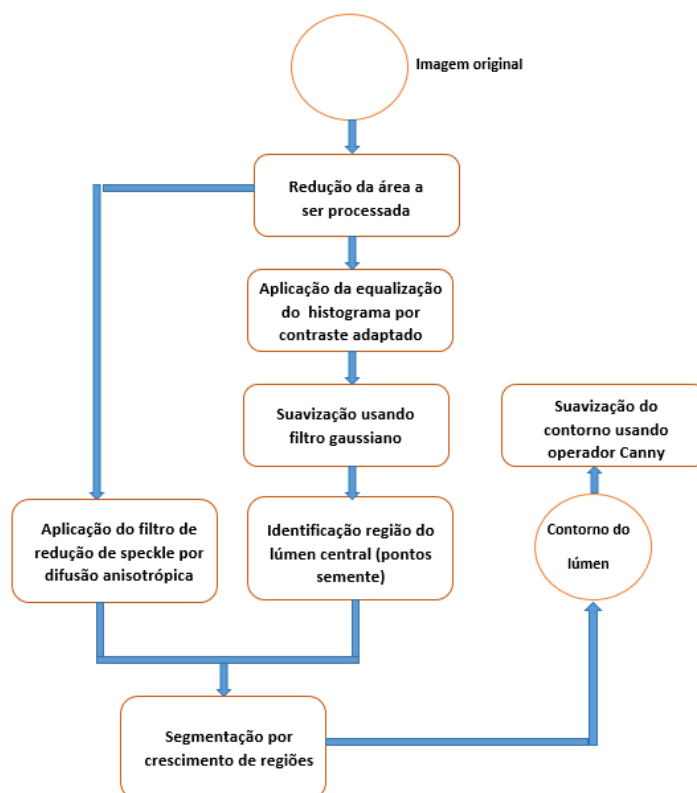 Imagem original
Redução da área a
ser processada
Aplicação da equalização
do histograma por
contraste adaptado
Suavização usando
filtro gaussiano
Suavização do
contorno usando
operador Canny
Aplicação do filtro de
redução de speckle por
difusão anisotrópica
Identificação região do
lúmen central (pontos
semente)
Contorno do
lúmen
Segmentação por
crescimento de regiões